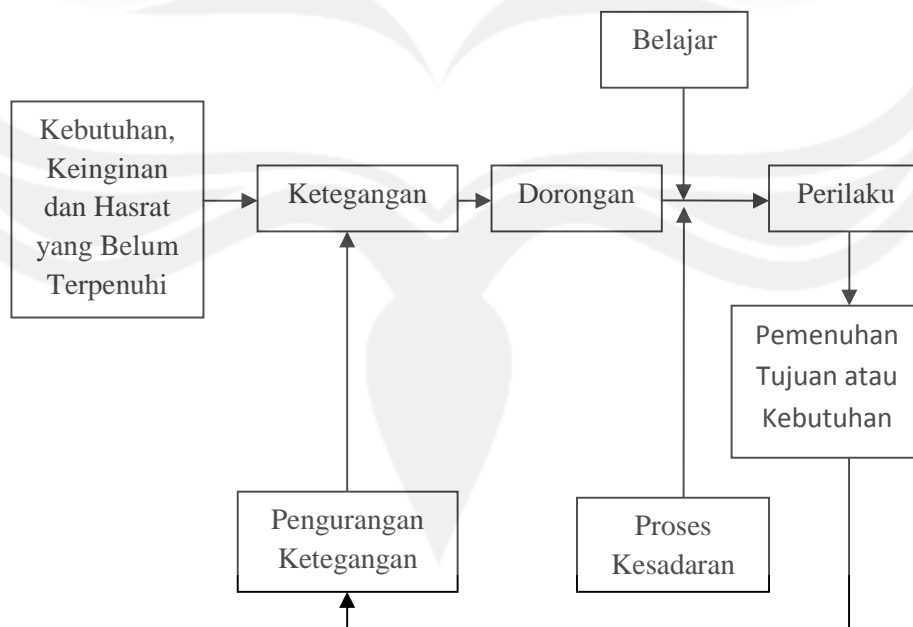 Belajar
Kebutuhan,
Keinginan
dan Hasrat
yang Belum
Terpenuhi
Ketegangan
Dorongan
Perilaku
Pemenuhan
Tujuan atau
Kebutuhan
Pengurangan
Ketegangan
Proses
Kesadaran